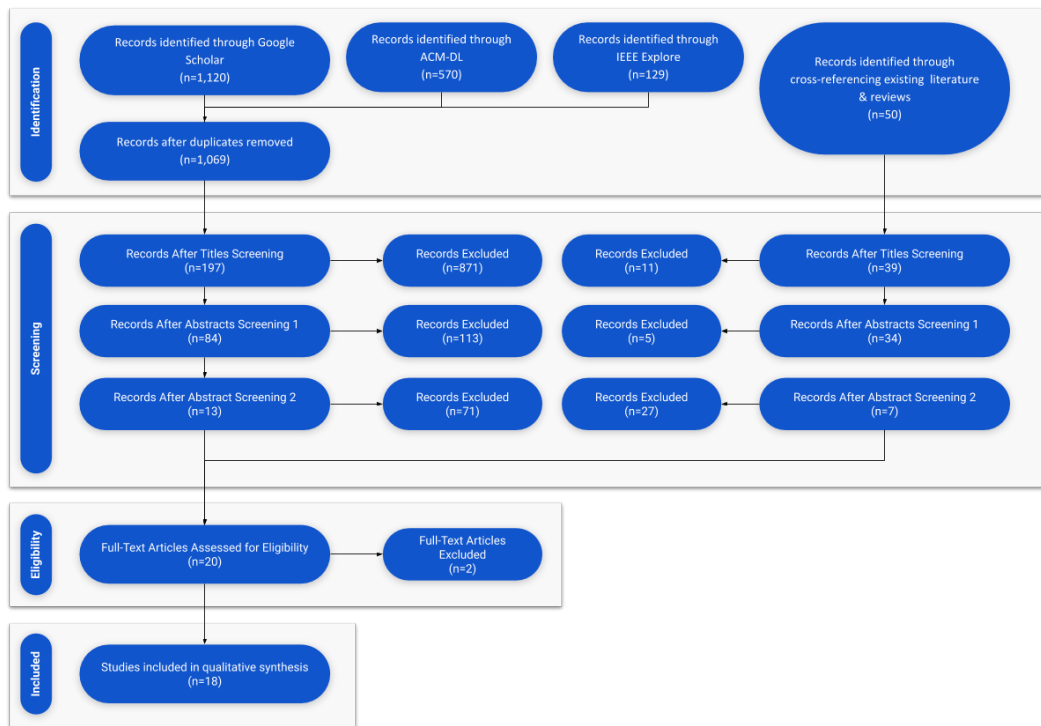 Identification
Records identified through Google
Scholar
(n=1,120)
Records identified through
ACM-DL
(n=570)
Records identified through
IEEE Explore
(n=129)
Records identified through
cross-referencing existing literature
& reviews
(n=50)
Records after duplicates removed
(n=1,069)
Screening
Records After Titles Screening
(n=197)
Records Excluded
(n=871)
Records Excluded
(n=11)
Records After Titles Screening
(n=39)
Records After Abstracts Screening 1
(n=84)
Records Excluded
(n=113)
Records Excluded
(n=5)
Records After Abstracts Screening 1
(n=34)
Records After Abstract Screening 2
(n=13)
Records Excluded
(n=71)
Records Excluded
(n=27)
Records After Abstract Screening 2
(n=7)
Eligibility
Full-Text Articles Assessed for Eligibility
(n=20)
Full-Text Articles
Excluded
(n=2)
Included
Studies included in qualitative synthesis
(n=18)